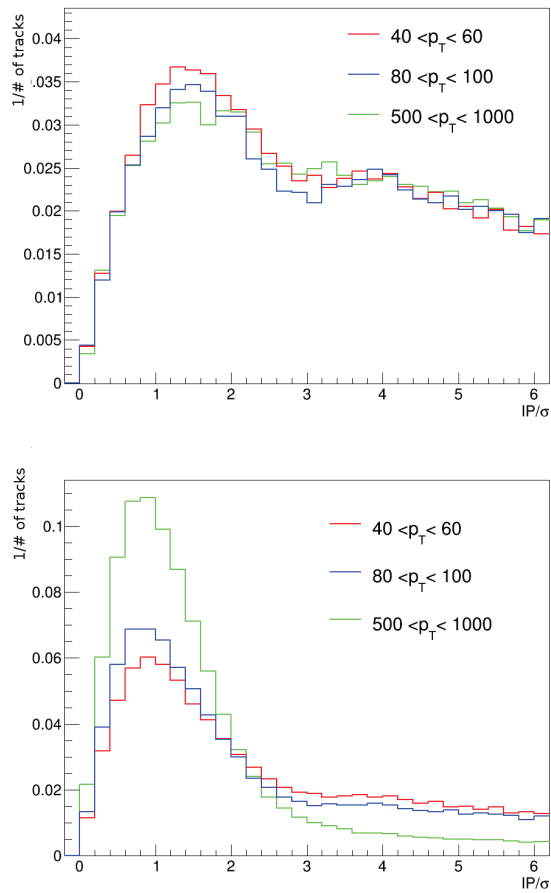 1/# of tracks
0.04
0.035
0.03
0.025
0.02
0.015
0.01
0.005
0
40 <p_T< 60
80 <p_T< 100
500 <p_T< 1000
0 1 2 3 4 5 6
IP/σ
1/# of tracks
0.1
0.08
0.06
0.04
0.02
0
40 <p_T< 60
80 <p_T< 100
500 <p_T< 1000
0 1 2 3 4 5 6
IP/σ